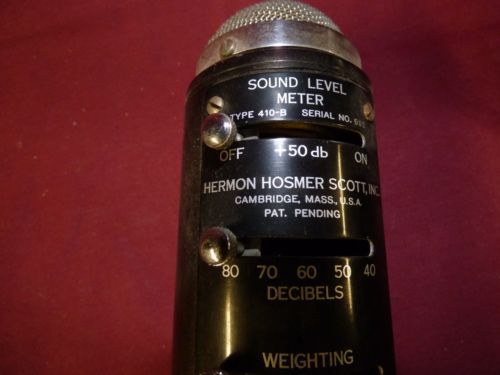 SOUND LEVEL
METER
TYPE 410-B SERIAL NO.
OFF +50 db ON
HERMON HOSMER SCOTT, INC.
CAMBRIDGE, MASS., U.S.A.
PAT. PENDING
80 70 60 50 40
DECIBELS
WEIGHTING